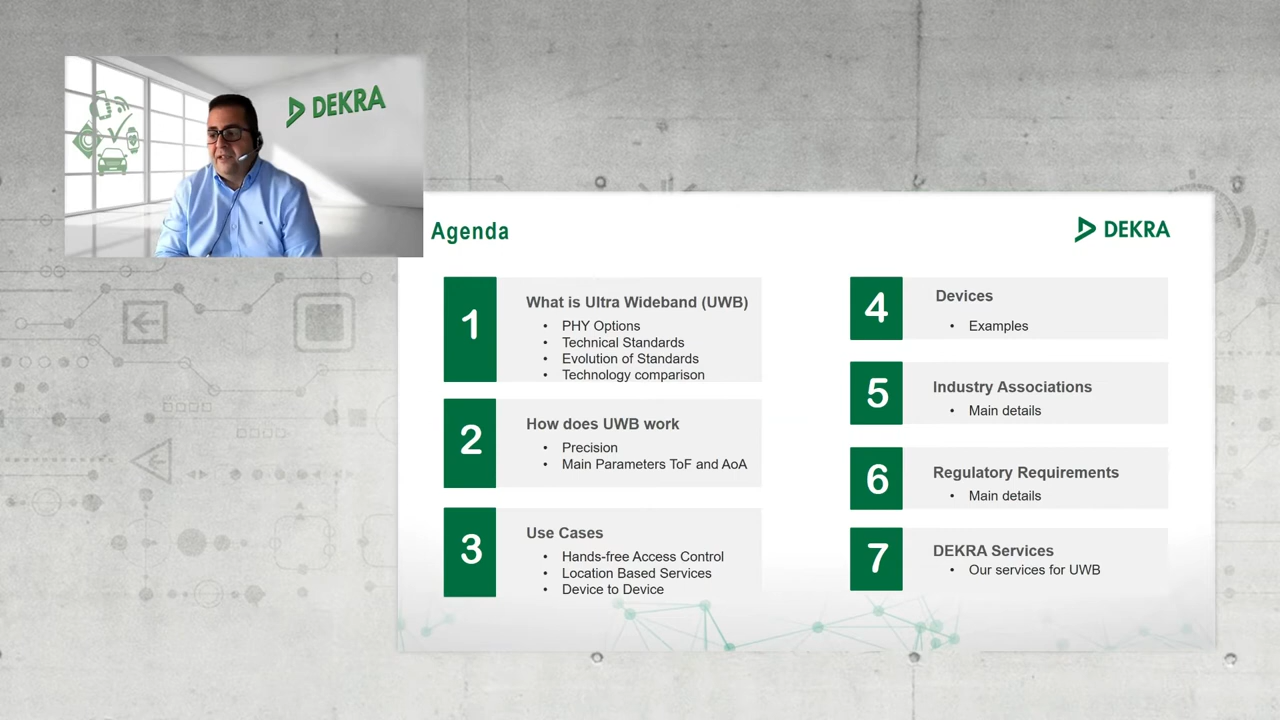 DEKRA
Agenda
DEKRA
1
What is Ultra Wideband (UWB)
• PHY Options
• Technical Standards
• Evolution of Standards
• Technology comparison
2
How does UWB work
• Precision
• Main Parameters ToF and AoA
3
Use Cases
• Hands-free Access Control
• Location Based Services
• Device to Device
4
Devices
• Examples
5
Industry Associations
• Main details
6
Regulatory Requirements
• Main details
7
DEKRA Services
• Our services for UWB